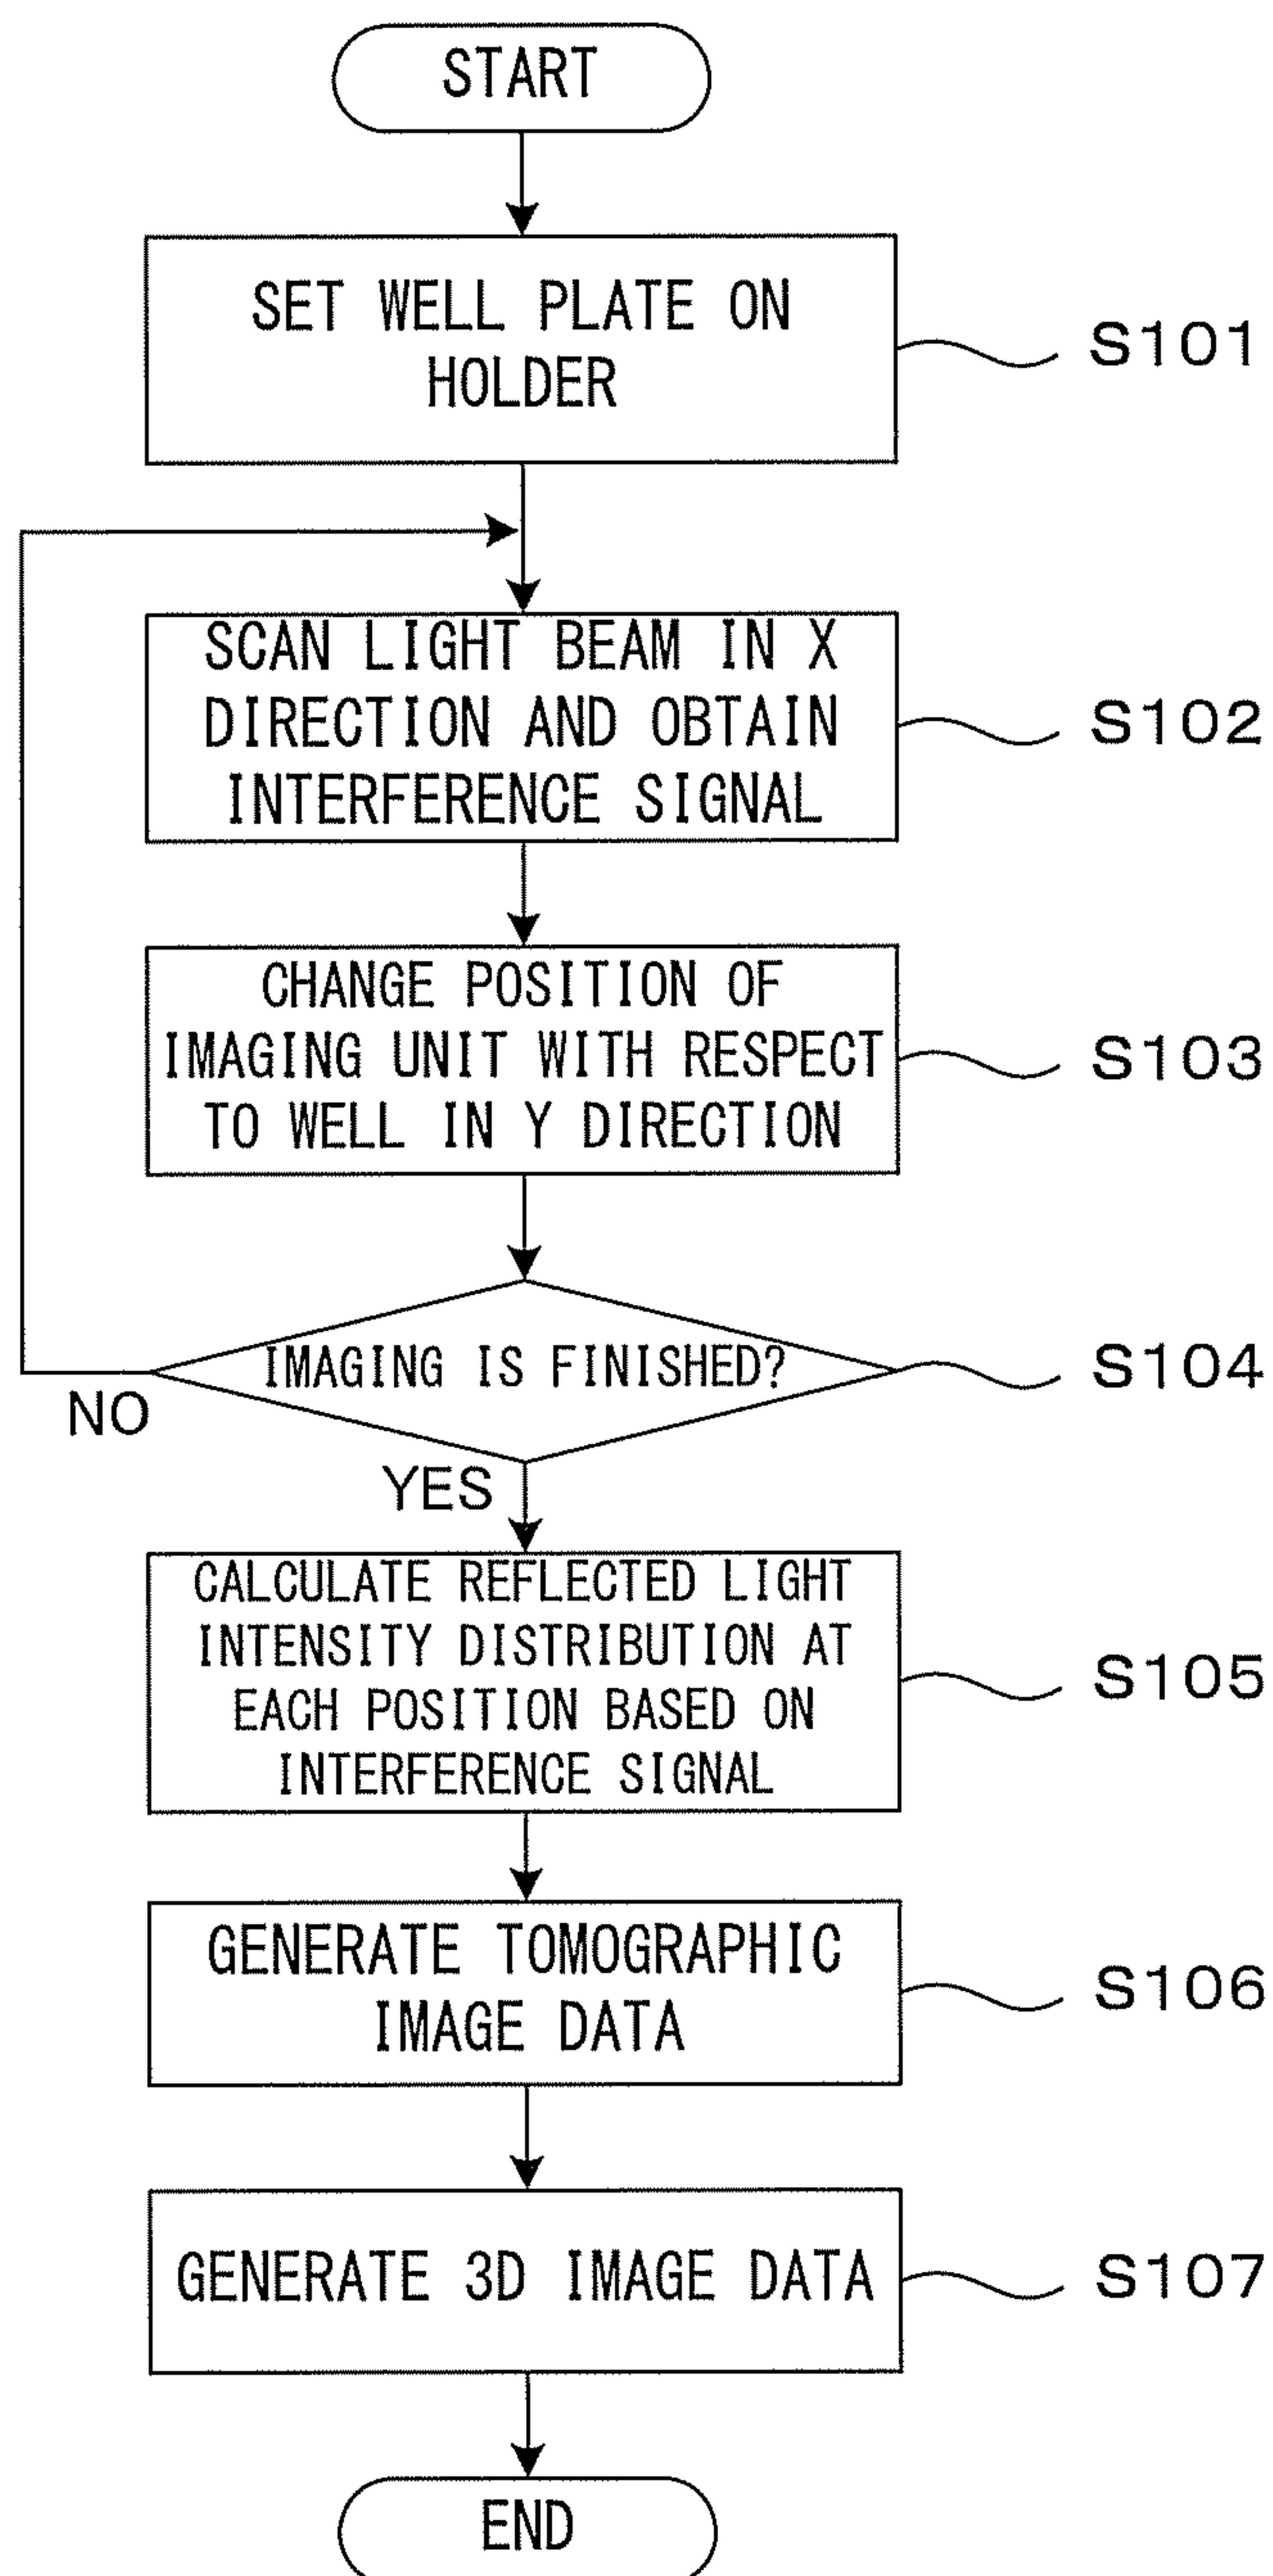 START
SET WELL PLATE ON
HOLDER
S101
SCAN LIGHT BEAM IN X
DIRECTION AND OBTAIN
INTERFERENCE SIGNAL
S102
CHANGE POSITION OF
IMAGING UNIT WITH RESPECT
TO WELL IN Y DIRECTION
S103
IMAGING IS FINISHED?
S104
NO
YES
CALCULATE REFLECTED LIGHT
INTENSITY DISTRIBUTION AT
EACH POSITION BASED ON
INTERFERENCE SIGNAL
S105
GENERATE TOMOGRAPHIC
IMAGE DATA
S106
GENERATE 3D IMAGE DATA
S107
END